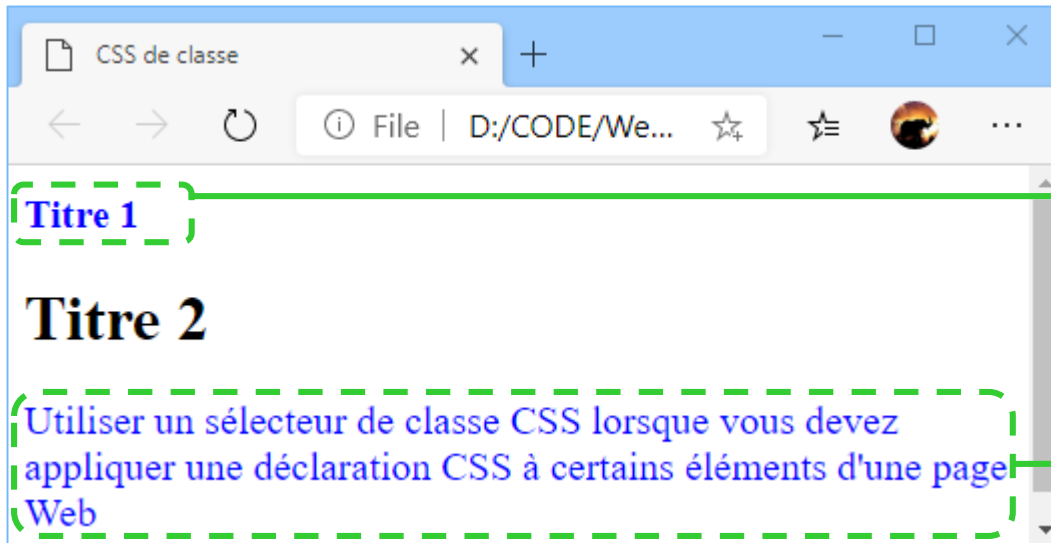 CSS de classe
File | D:/CODE/We...
Titre 1
Titre 2
Utiliser un sélecteur de classe CSS lorsque vous devez
appliquer une déclaration CSS à certains éléments d'une page
Web